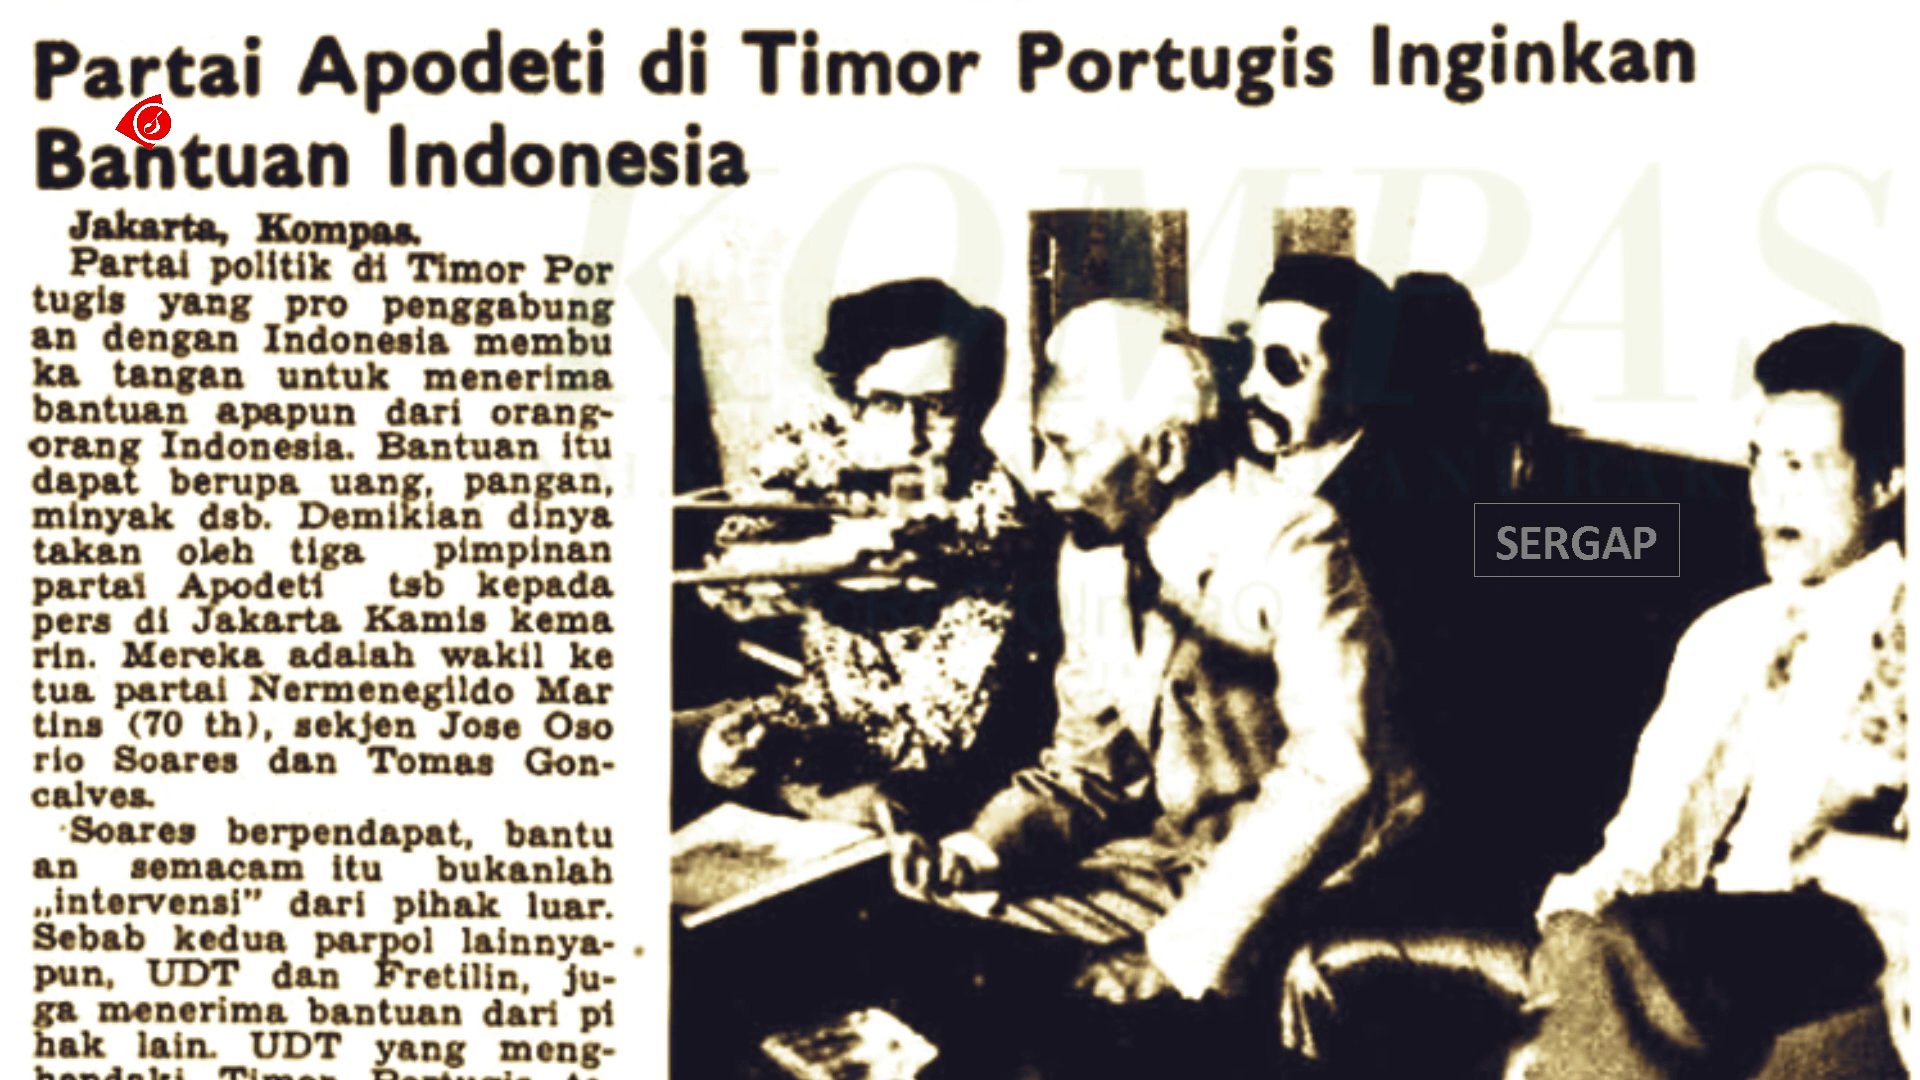 Partai Apodeti di Timor Portugis Inginkan
Bantuan Indonesia
Jakarta, Kompas.
Partai politik di Timor Por
tugis yang pro penggabung
an dengan Indonesia membu
ka tangan untuk menerima
bantuan apapun dari orang-
orang Indonesia. Bantuan itu
dapat berupa uang, pangan,
minyak dsb. Demikian dinya
takan oleh tiga pimpinan
partai Apodeti tsb kepada
pers di Jakarta Kamis kema
rin. Mereka adalah wakil ke
tua partai Nermenegildo Mar
tins (70 th), sekjen Jose Oso
rio Soares dan Tomas Gon-
calves.
Soares berpendapat, bantu
an semacam itu bukanlah
„intervensi” dari pihak luar.
Sebab kedua parpol lainnya-
pun, UDT dan Fretilin, ju-
ga menerima bantuan dari pi
hak lain. UDT yang meng-
hendaki Timor Portugis te-
KOMPAS
SERGAP